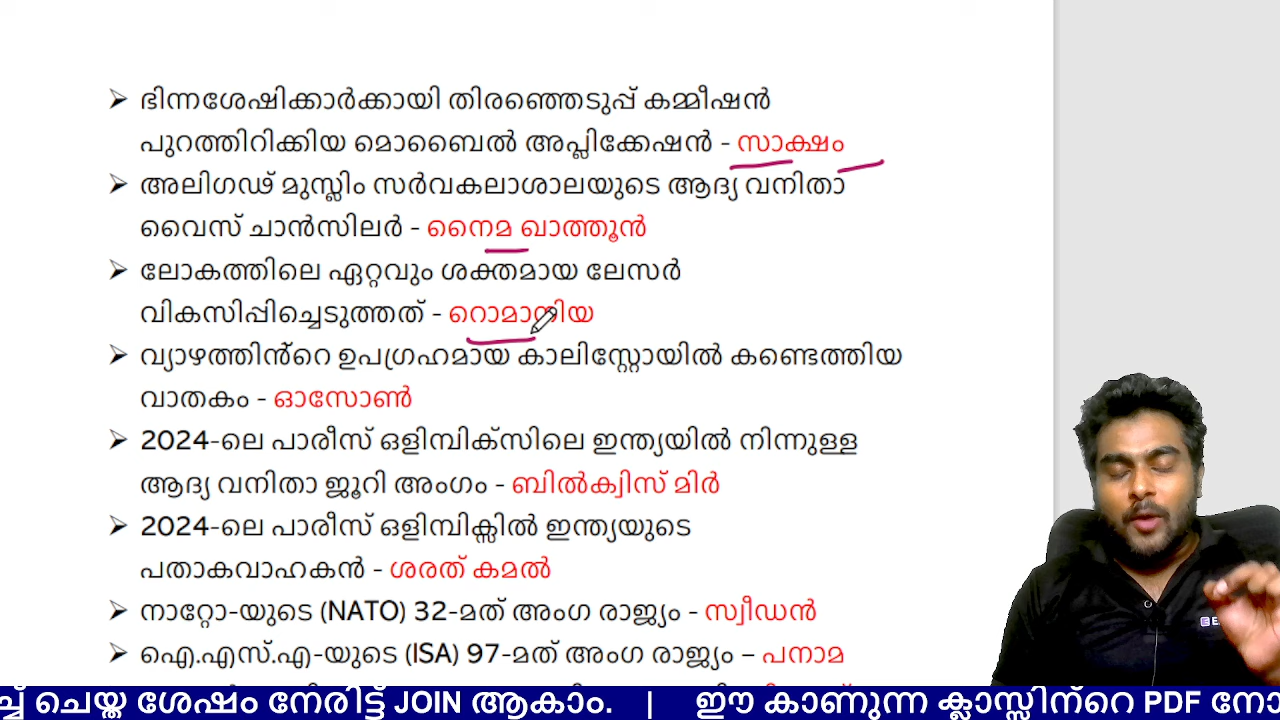 ➢ ഭിന്നശേഷിക്കാർക്കായി തിരഞ്ഞെടുപ്പ് കമ്മീഷൻ
പുറത്തിറിക്കിയ മൊബൈൽ അപ്ലിക്കേഷൻ - സാക്ഷം
➢ അലിഗഢ് മുസ്ലിം സർവകലാശാലയുടെ ആദ്യ വനിതാ
വൈസ് ചാൻസിലർ - നൈമ ഖാത്തൂൻ
➢ ലോകത്തിലെ ഏറ്റവും ശക്തമായ ലേസർ
വികസിപ്പിച്ചെടുത്തത് - റൊമാനിയ
➢ വ്യാഴത്തിൻറെ ഉപഗ്രഹമായ കാലിസ്റ്റോയിൽ കണ്ടെത്തിയ
വാതകം - ഓസോൺ
➢ 2024-ലെ പാരീസ് ഒളിമ്പിക്‌സിലെ ഇന്ത്യയിൽ നിന്നുള്ള
ആദ്യ വനിതാ ജൂറി അംഗം - ബിൽക്വിസ് മിർ
➢ 2024-ലെ പാരീസ് ഒളിമ്പിക്സിൽ ഇന്ത്യയുടെ
പതാകവാഹകൻ - ശരത് കമൽ
➢ നാറ്റോ-യുടെ (NATO) 32-മത് അംഗ രാജ്യം - സ്വീഡൻ
➢ ഐ.എസ്.എ-യുടെ (ISA) 97-മത് അംഗ രാജ്യം – പനാമ
ചെയ്ത ശേഷം നേരിട്ട് JOIN ആകാം. | ഈ കാണുന്ന ക്ലാസ്സിന്റെ PDF